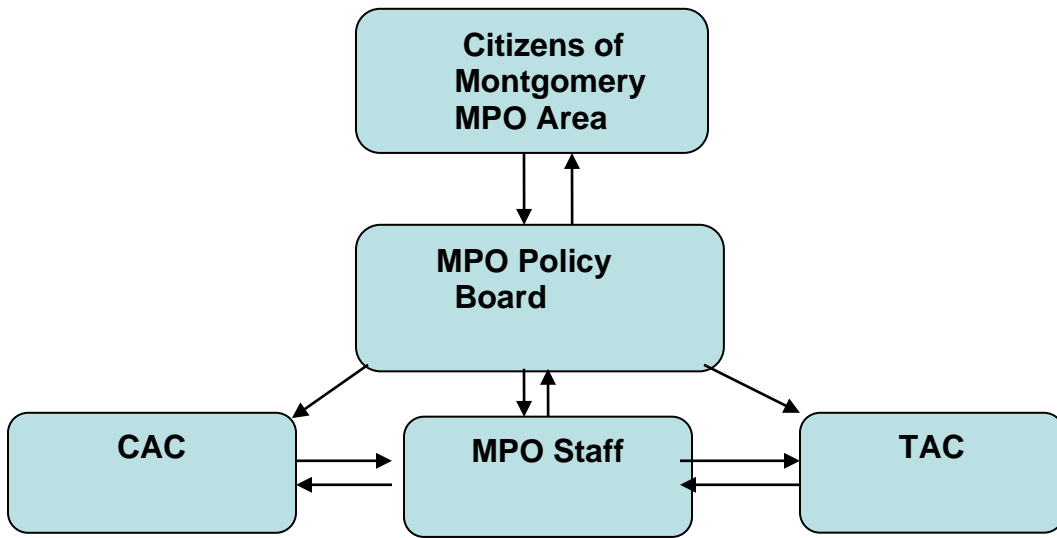 Citizens of
Montgomery
MPO Area
MPO Policy
Board
CAC
MPO Staff
TAC